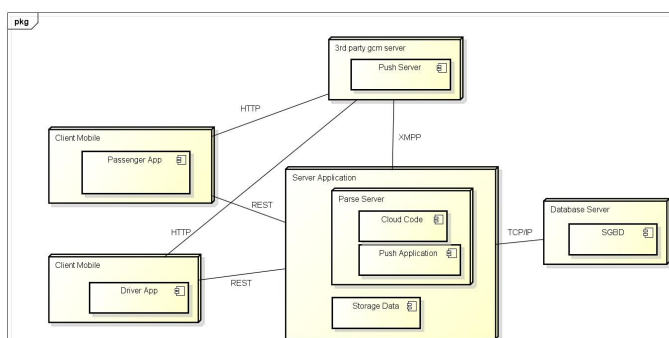 pkg
3rd party gcm server
Push Server
HTTP
XMPP
Client Mobile
Passenger App
Server Application
REST
Parse Server
Cloud Code
Database Server
SGBD
HTTP
TCP/IP
Push Application
Client Mobile
Driver App
REST
Storage Data